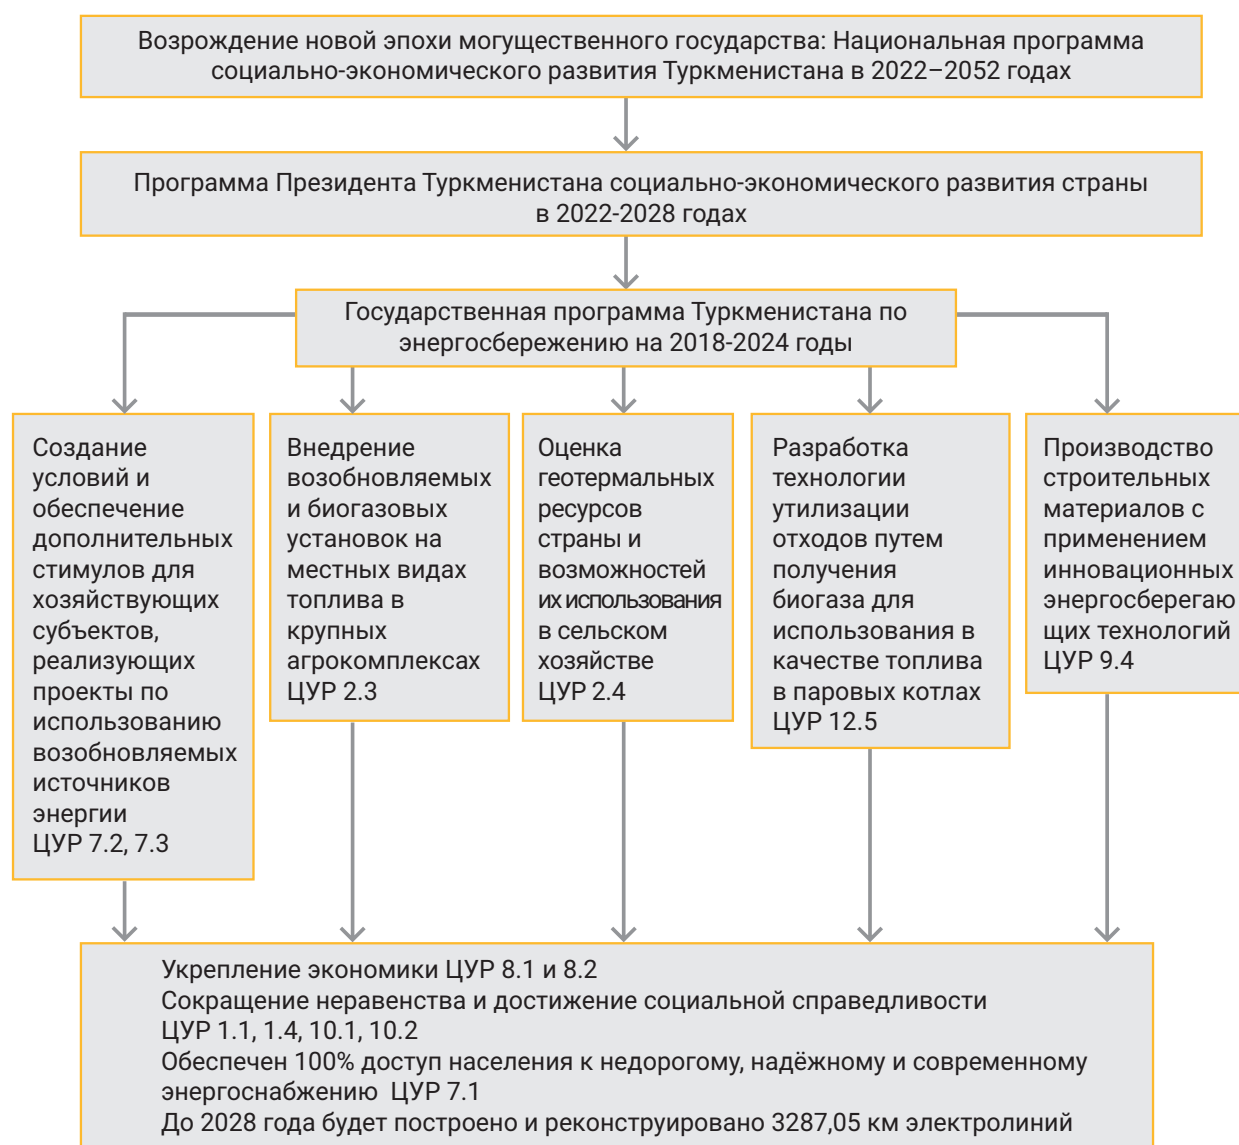 Возрождение новой эпохи могущественного государства: Национальная программа
социально-экономического развития Туркменистана в 2022–2052 годах
Программа Президента Туркменистана социально-экономического развития страны
в 2022-2028 годах
Государственная программа Туркменистана по
энергосбережению на 2018-2024 годы
Создание
условий и
обеспечение
дополнительных
стимулов для
хозяйствующих
субъектов,
реализующих
проекты по
использованию
возобновляемых
источников
энергии
ЦУР 7.2, 7.3
Внедрение
возобновляемых
и биогазовых
установок на
местных видах
топлива в
крупных
агрокомплексах
ЦУР 2.3
Оценка
геотермальных
ресурсов
страны и
возможностей
их использования
в сельском
хозяйстве
ЦУР 2.4
Разработка
технологии
утилизации
отходов путем
получения
биогаза для
использования в
качестве топлива
в паровых котлах
ЦУР 12.5
Производство
строительных
материалов с
применением
инновационных
энергосберегаю
щих технологий
ЦУР 9.4
Укрепление экономики ЦУР 8.1 и 8.2
Сокращение неравенства и достижение социальной справедливости
ЦУР 1.1, 1.4, 10.1, 10.2
Обеспечен 100% доступ населения к недорогому, надёжному и современному
энергоснабжению ЦУР 7.1
До 2028 года будет построено и реконструировано 3287,05 км электролиний